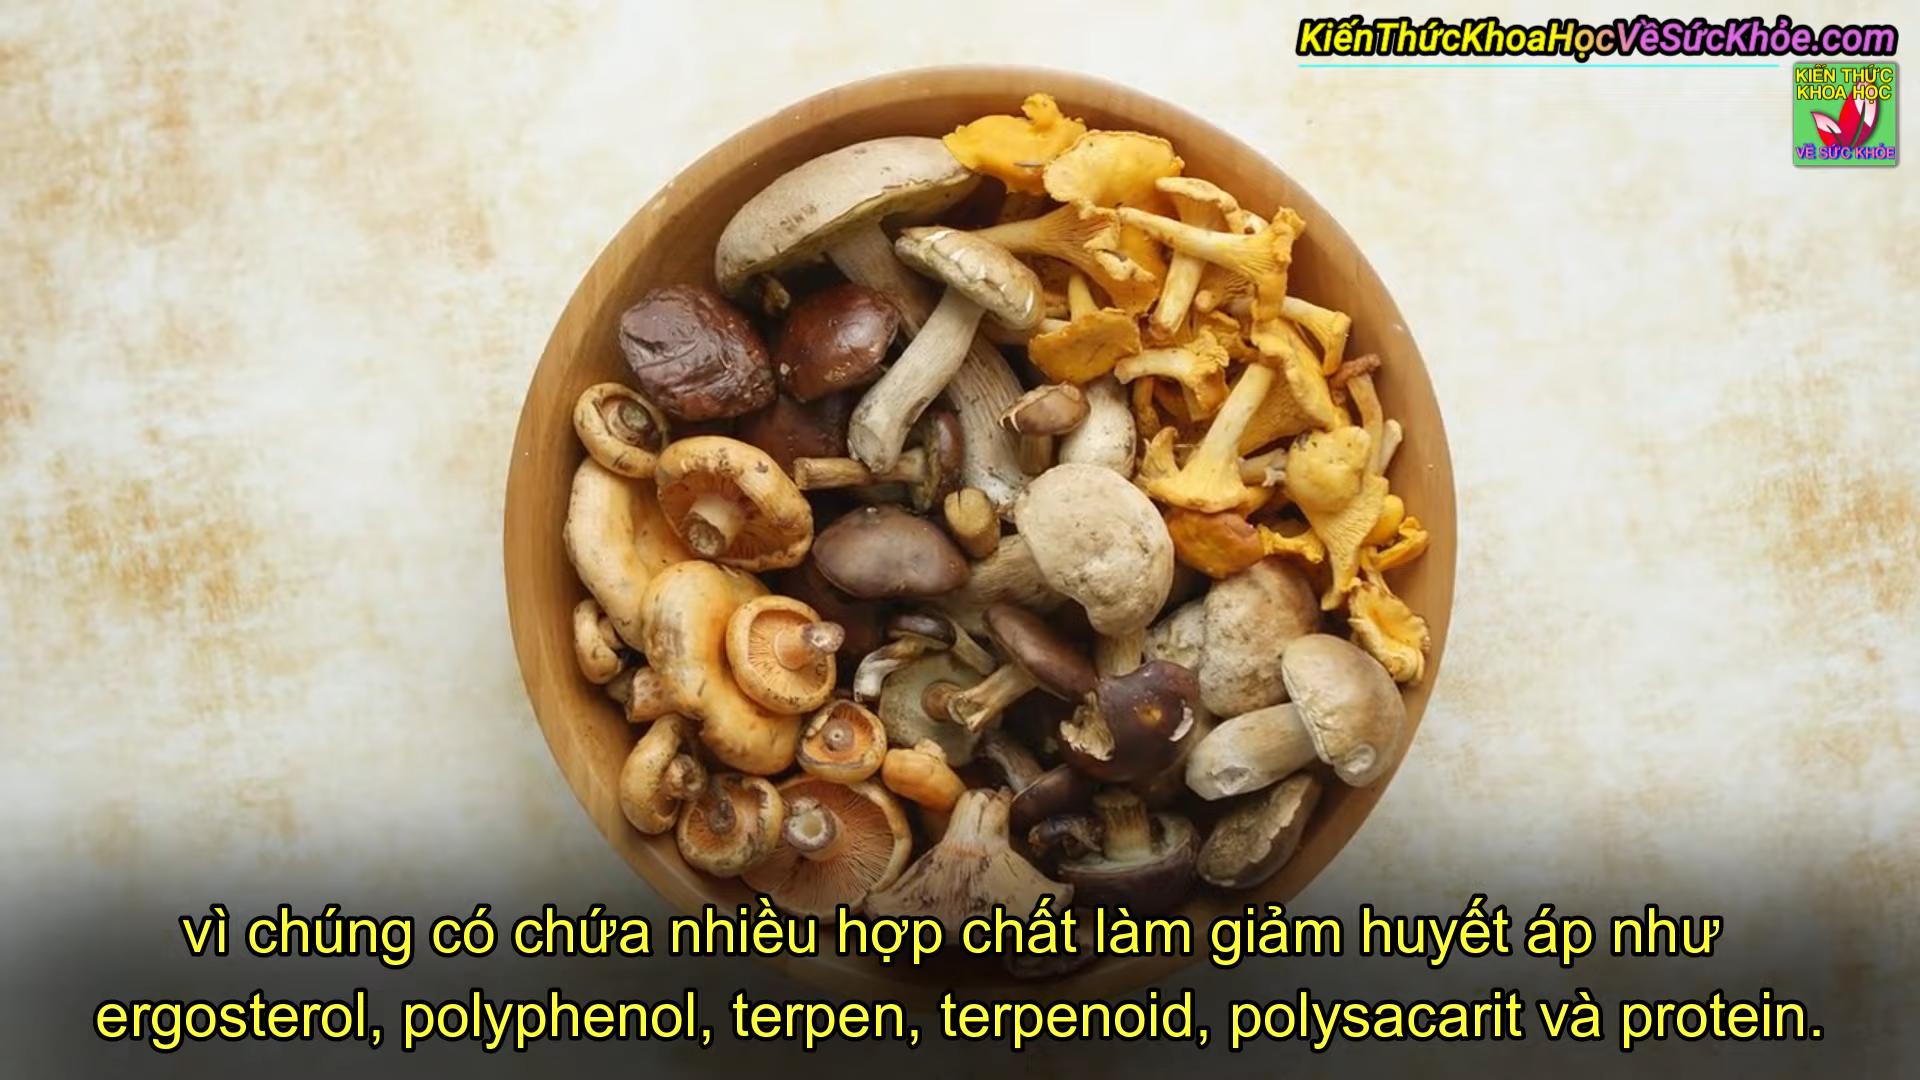 KiếnThứcKhoaHọcVềSứcKhỏe.com
KIẾN THỨC
KHOA HỌC
VỀ SỨC KHỎE
vì chúng có chứa nhiều hợp chất làm giảm huyết áp như
ergosterol, polyphenol, terpen, terpenoid, polysacarit và protein.